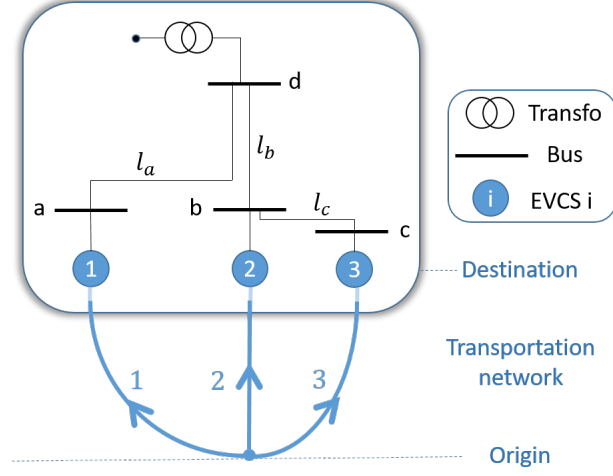 d
l_a
l_b
a
b
l_c
c
1
2
3
1
2
3
Transfo
Bus
i
EVCS i
Destination
Transportation
network
Origin